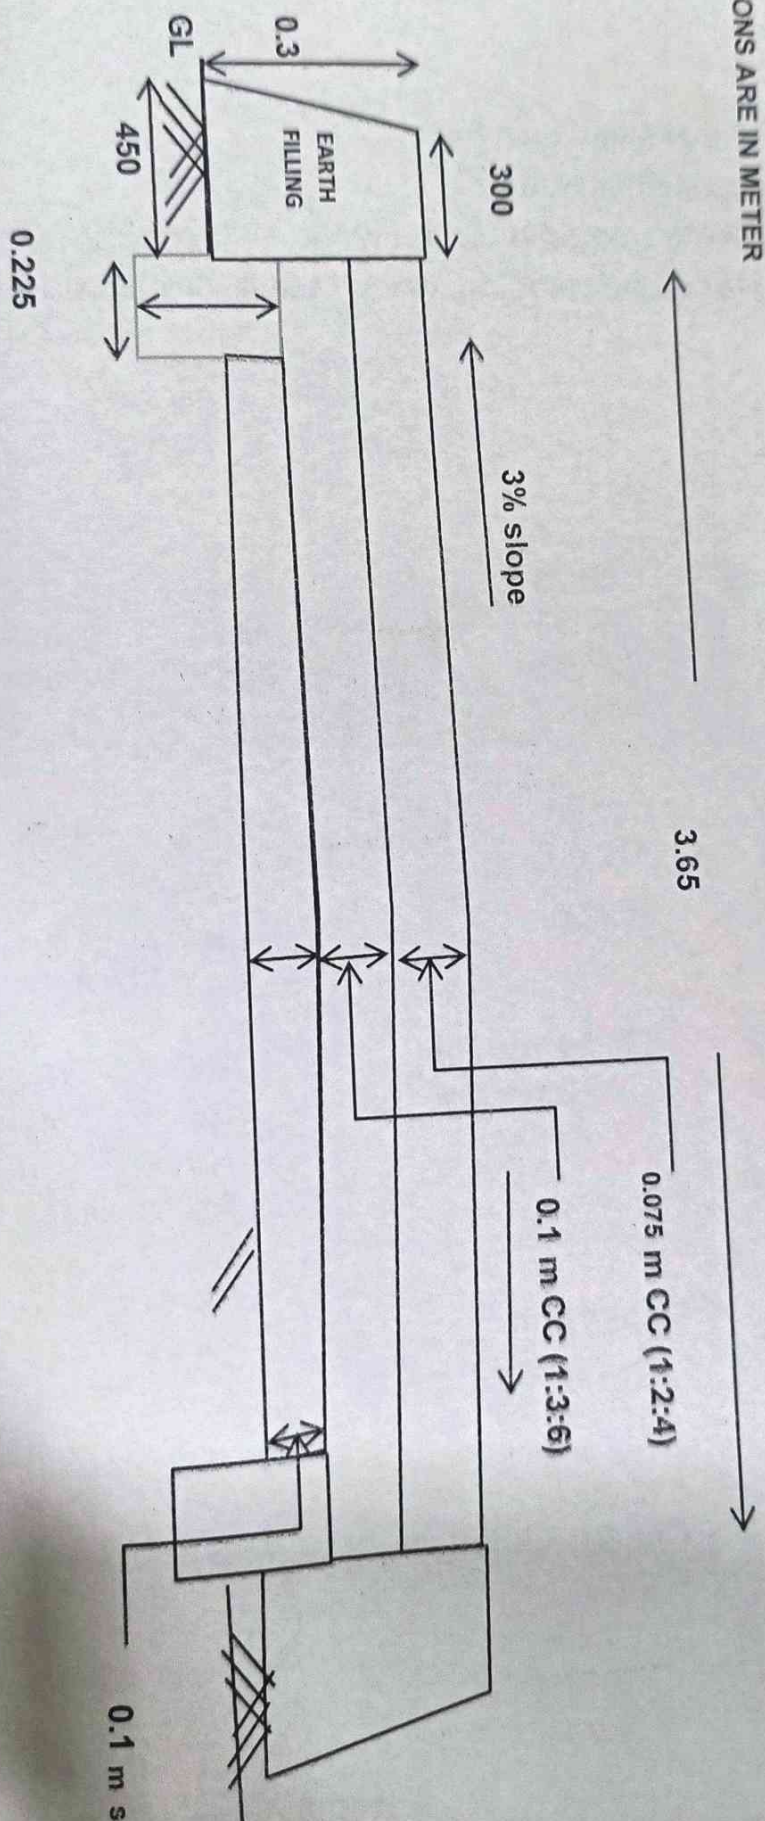 ONS ARE IN METER
3.65
0.075 m CC (1:2:4)
3% slope
0.1 m CC (1:3:6)
300
0.3
EARTH
FILLING
GL
450
0.225
0.1 m s